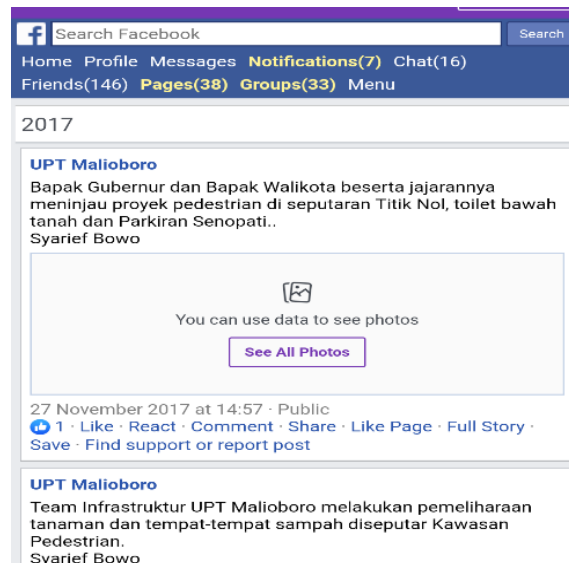 f Search Facebook Search
Home Profile Messages Notifications(7) Chat(16)
Friends(146) Pages(38) Groups(33) Menu
2017
UPT Malioboro
Bapak Gubernur dan Bapak Walikota beserta jajarannya
meninjau proyek pedestrian di seputaran Titik Nol, toilet bawah
tanah dan Parkiran Senopati..
Syarief Bowo
You can use data to see photos
See All Photos
27 November 2017 at 14:57 · Public
1 · Like · React · Comment · Share · Like Page · Full Story ·
Save · Find support or report post
UPT Malioboro
Team Infrastruktur UPT Malioboro melakukan pemeliharaan
tanaman dan tempat-tempat sampah diseputar Kawasan
Pedestrian.
Syarief Bowo